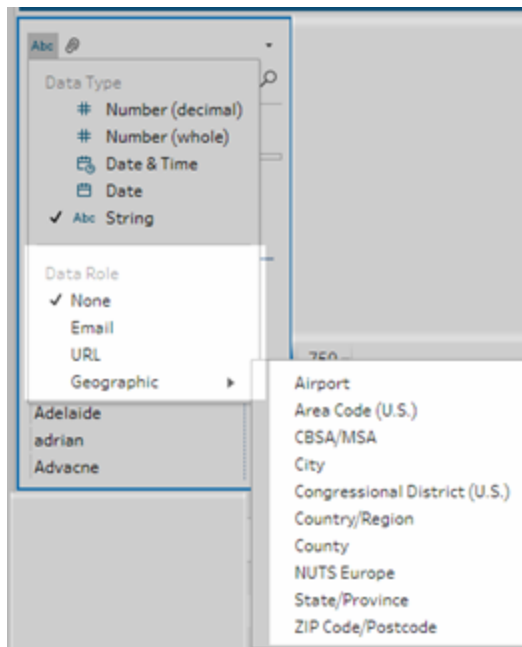 Abc
Data Type
# Number (decimal)
# Number (whole)
Date & Time
Date
✓ Abc String
Data Role
✓ None
Email
URL
Geographic
Adelaide
adrian
Advacne
Airport
Area Code (U.S.)
CBSA/MSA
City
Congressional District (U.S.)
Country/Region
County
NUTS Europe
State/Province
ZIP Code/Postcode